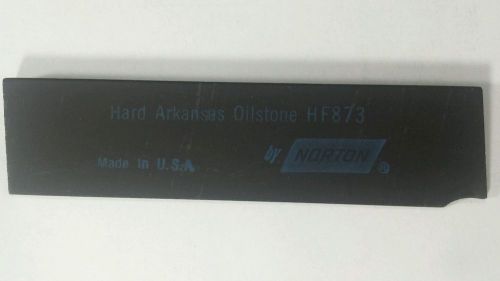 Hard Arkansas Oilstone HF873
Made in U.S.A.
by NORTON ®